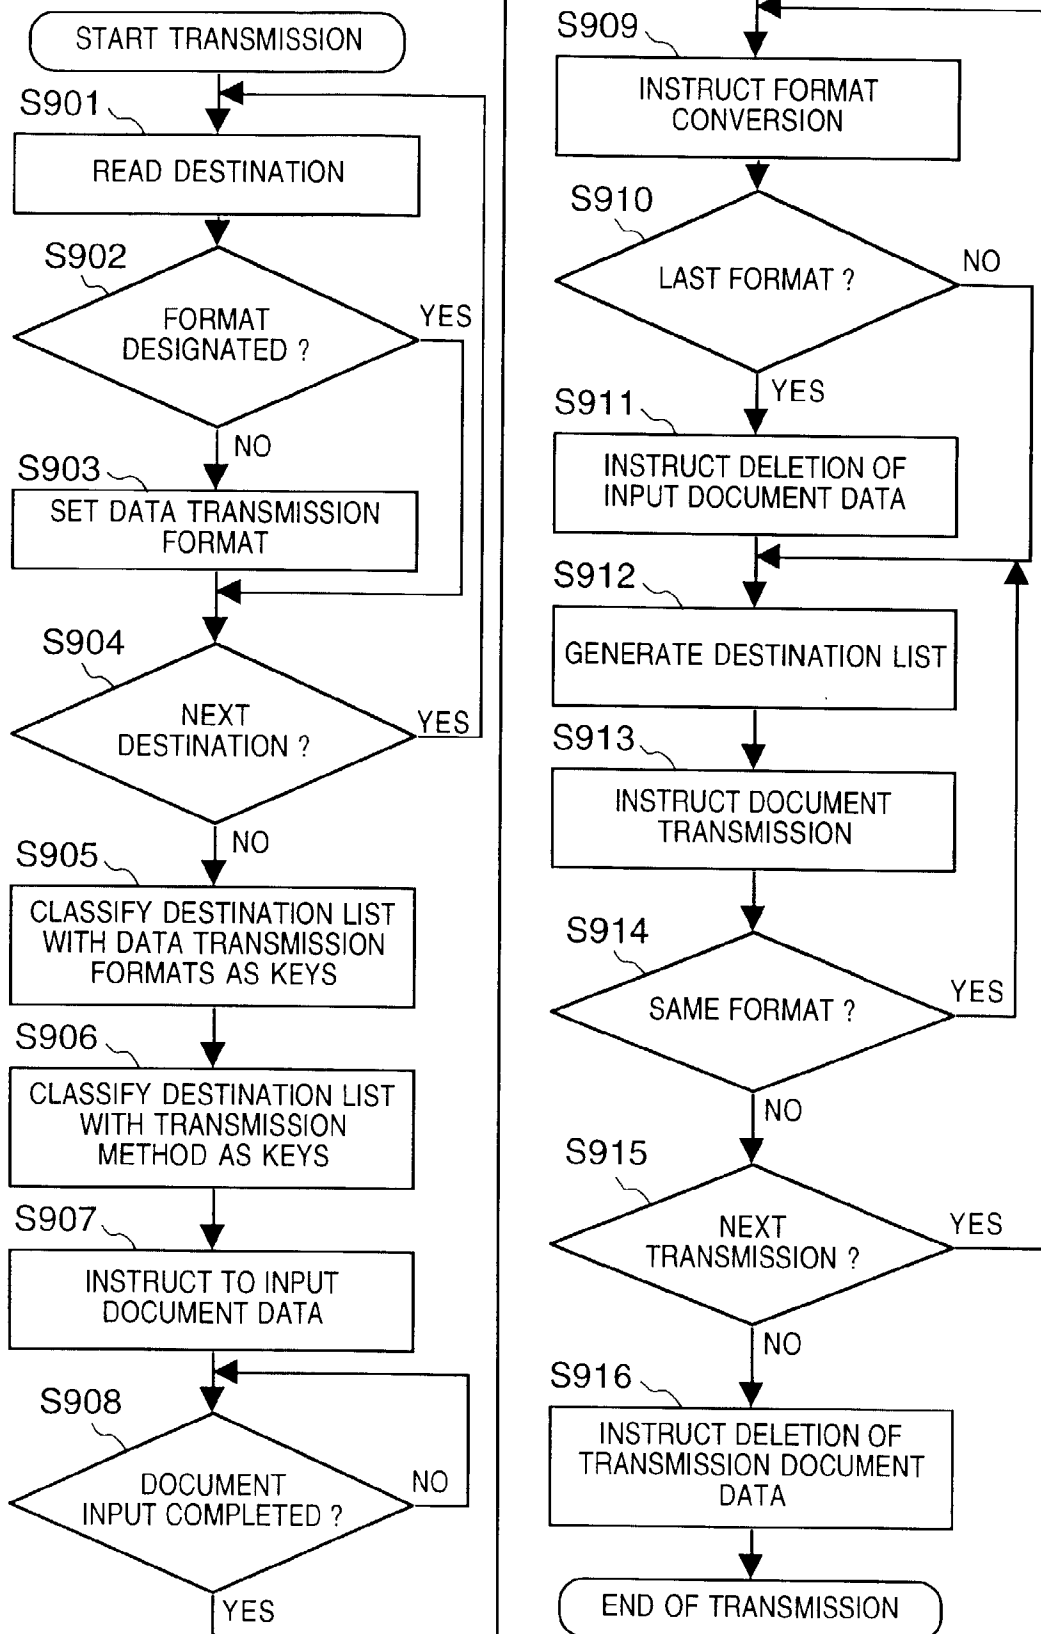 START TRANSMISSION
S901
READ DESTINATION
S902
FORMAT
DESIGNATED ?
YES
NO
S903
SET DATA TRANSMISSION
FORMAT
S904
NEXT
DESTINATION ?
YES
NO
S905
CLASSIFY DESTINATION LIST
WITH DATA TRANSMISSION
FORMATS AS KEYS
S906
CLASSIFY DESTINATION LIST
WITH TRANSMISSION
METHOD AS KEYS
S907
INSTRUCT TO INPUT
DOCUMENT DATA
S908
DOCUMENT
INPUT COMPLETED ?
NO
YES
S909
INSTRUCT FORMAT
CONVERSION
S910
LAST FORMAT ?
NO
YES
S911
INSTRUCT DELETION OF
INPUT DOCUMENT DATA
S912
GENERATE DESTINATION LIST
S913
INSTRUCT DOCUMENT
TRANSMISSION
S914
SAME FORMAT ?
YES
NO
S915
NEXT
TRANSMISSION ?
YES
NO
S916
INSTRUCT DELETION OF
TRANSMISSION DOCUMENT
DATA
END OF TRANSMISSION